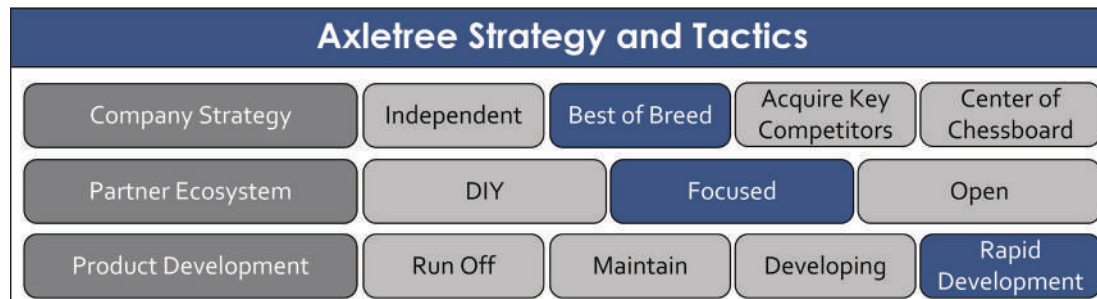 Axletree Strategy and Tactics
Company Strategy
Independent
Best of Breed
Acquire Key
Competitors
Center of
Chessboard
Partner Ecosystem
DIY
Focused
Open
Product Development
Run Off
Maintain
Developing
Rapid
Development